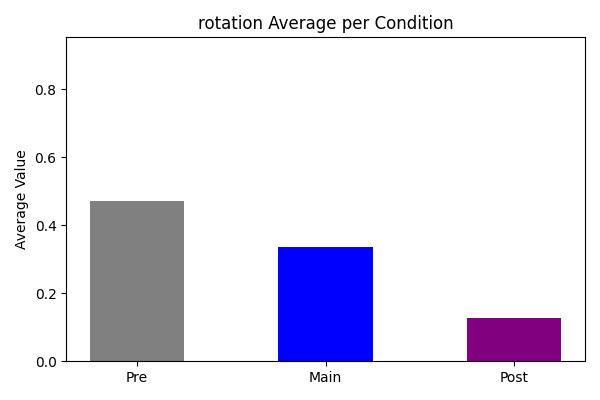 rotation Average per Condition
Average Value
0.8
0.6
0.4
0.2
0.0
Pre
Main
Post